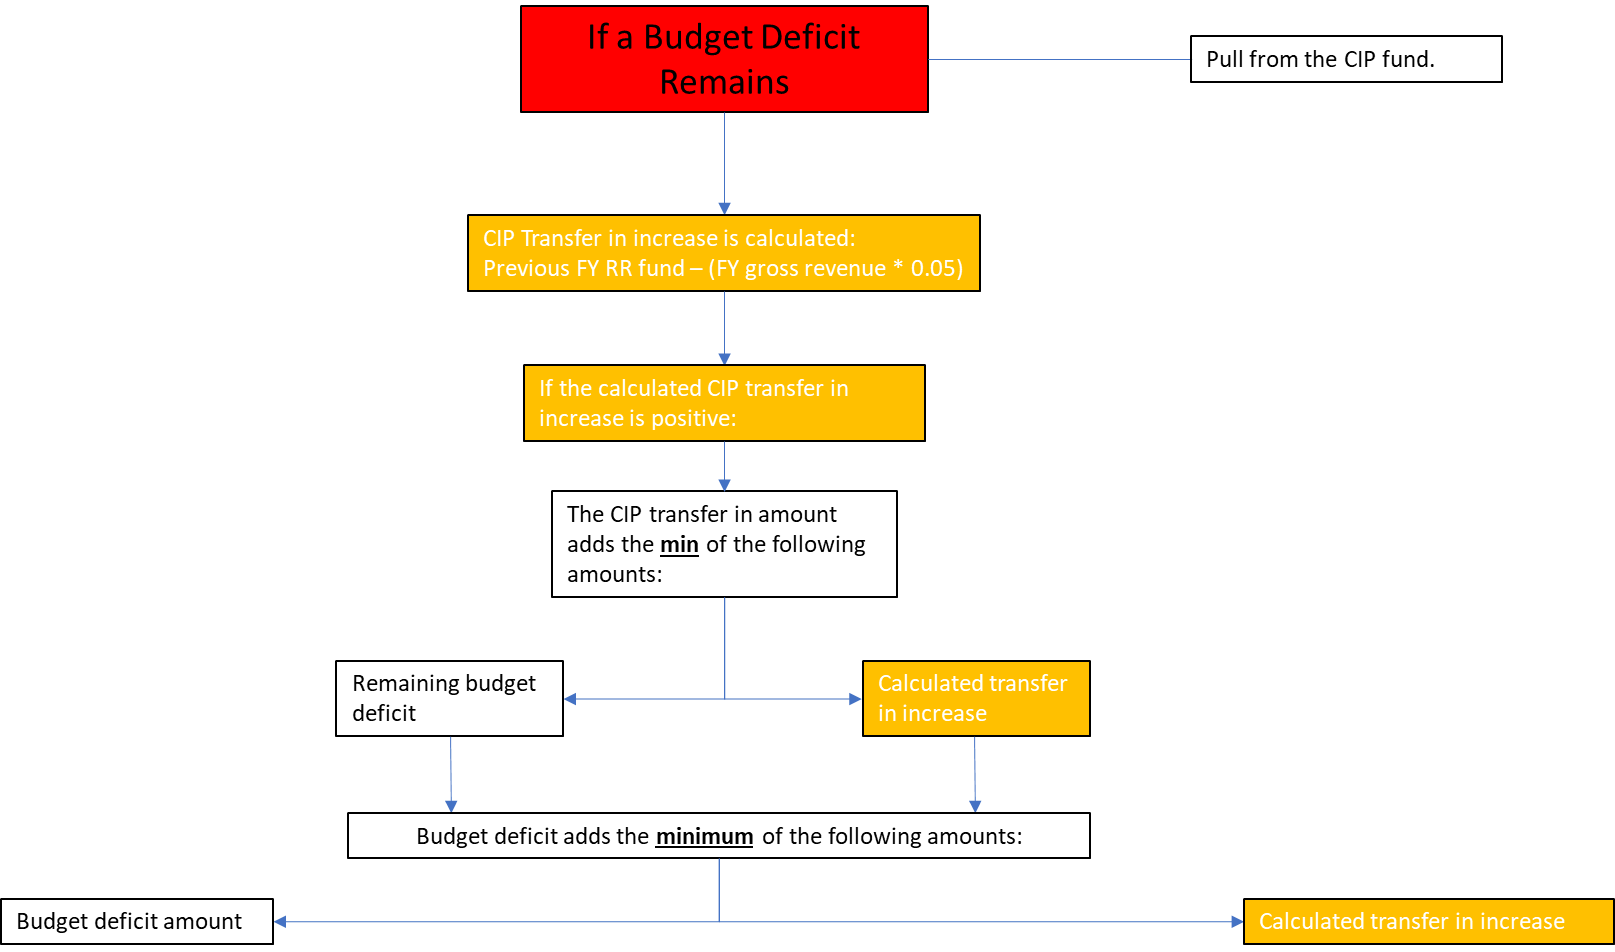 If a Budget Deficit
Remains
Pull from the CIP fund.
CIP Transfer in increase is calculated:
Previous FY RR fund – (FY gross revenue * 0.05)
If the calculated CIP transfer in
increase is positive:
The CIP transfer in amount
adds the min of the following
amounts:
Remaining budget
deficit
Calculated transfer
in increase
Budget deficit adds the minimum of the following amounts:
Budget deficit amount
Calculated transfer in increase